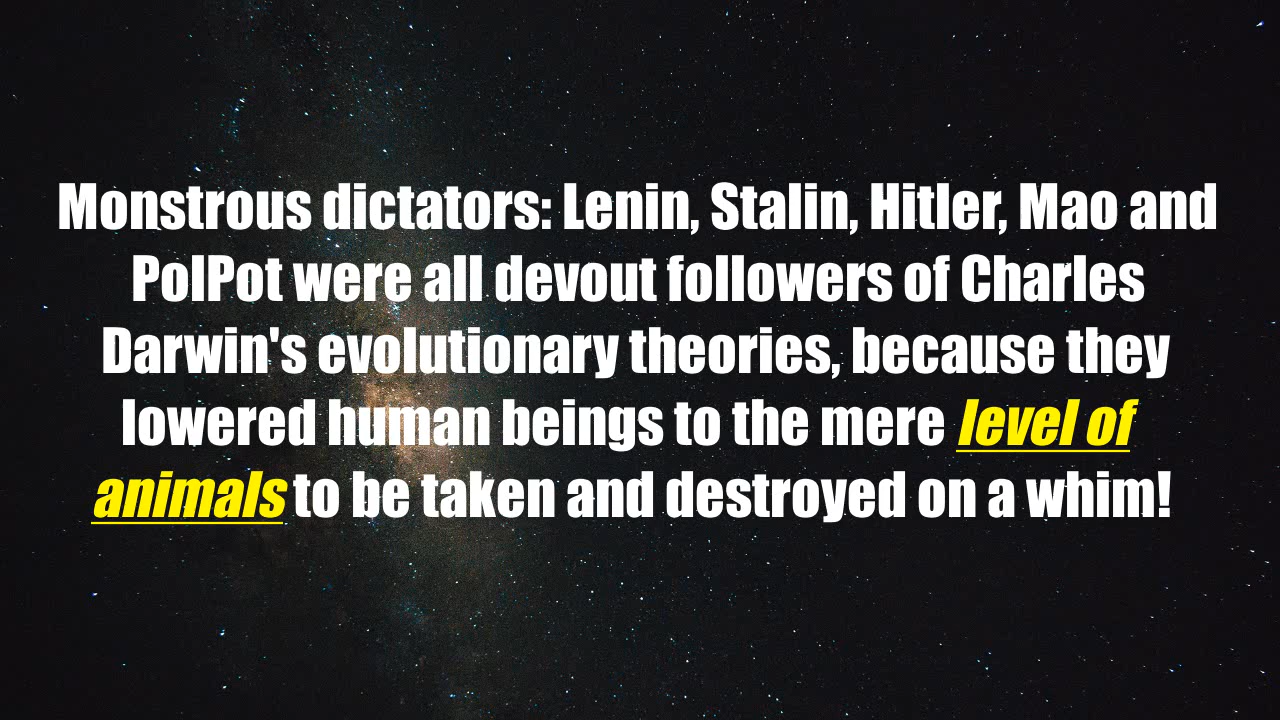 Monstrous dictators: Lenin, Stalin, Hitler, Mao and
PolPot were all devout followers of Charles
Darwin's evolutionary theories, because they
lowered human beings to the mere level of
animals to be taken and destroyed on a whim!